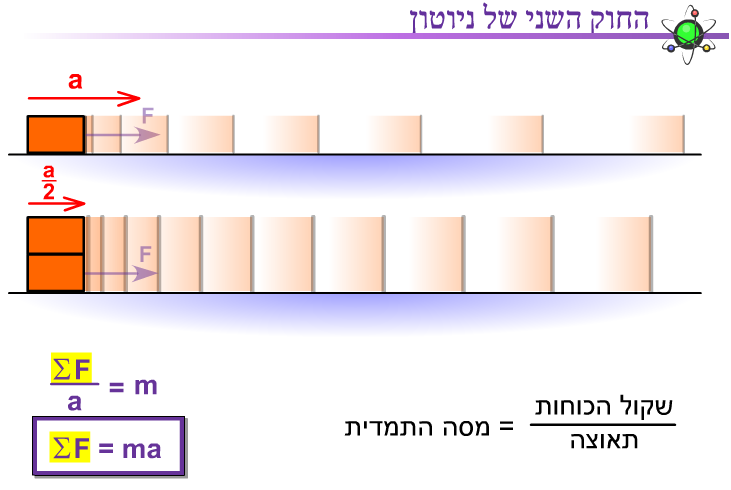 החוק השני של ניוטון
a
F
a
2
F
ΣF
a
= m
ΣF = ma
שקול הכוחות
תאוצה
= מסה התמדית